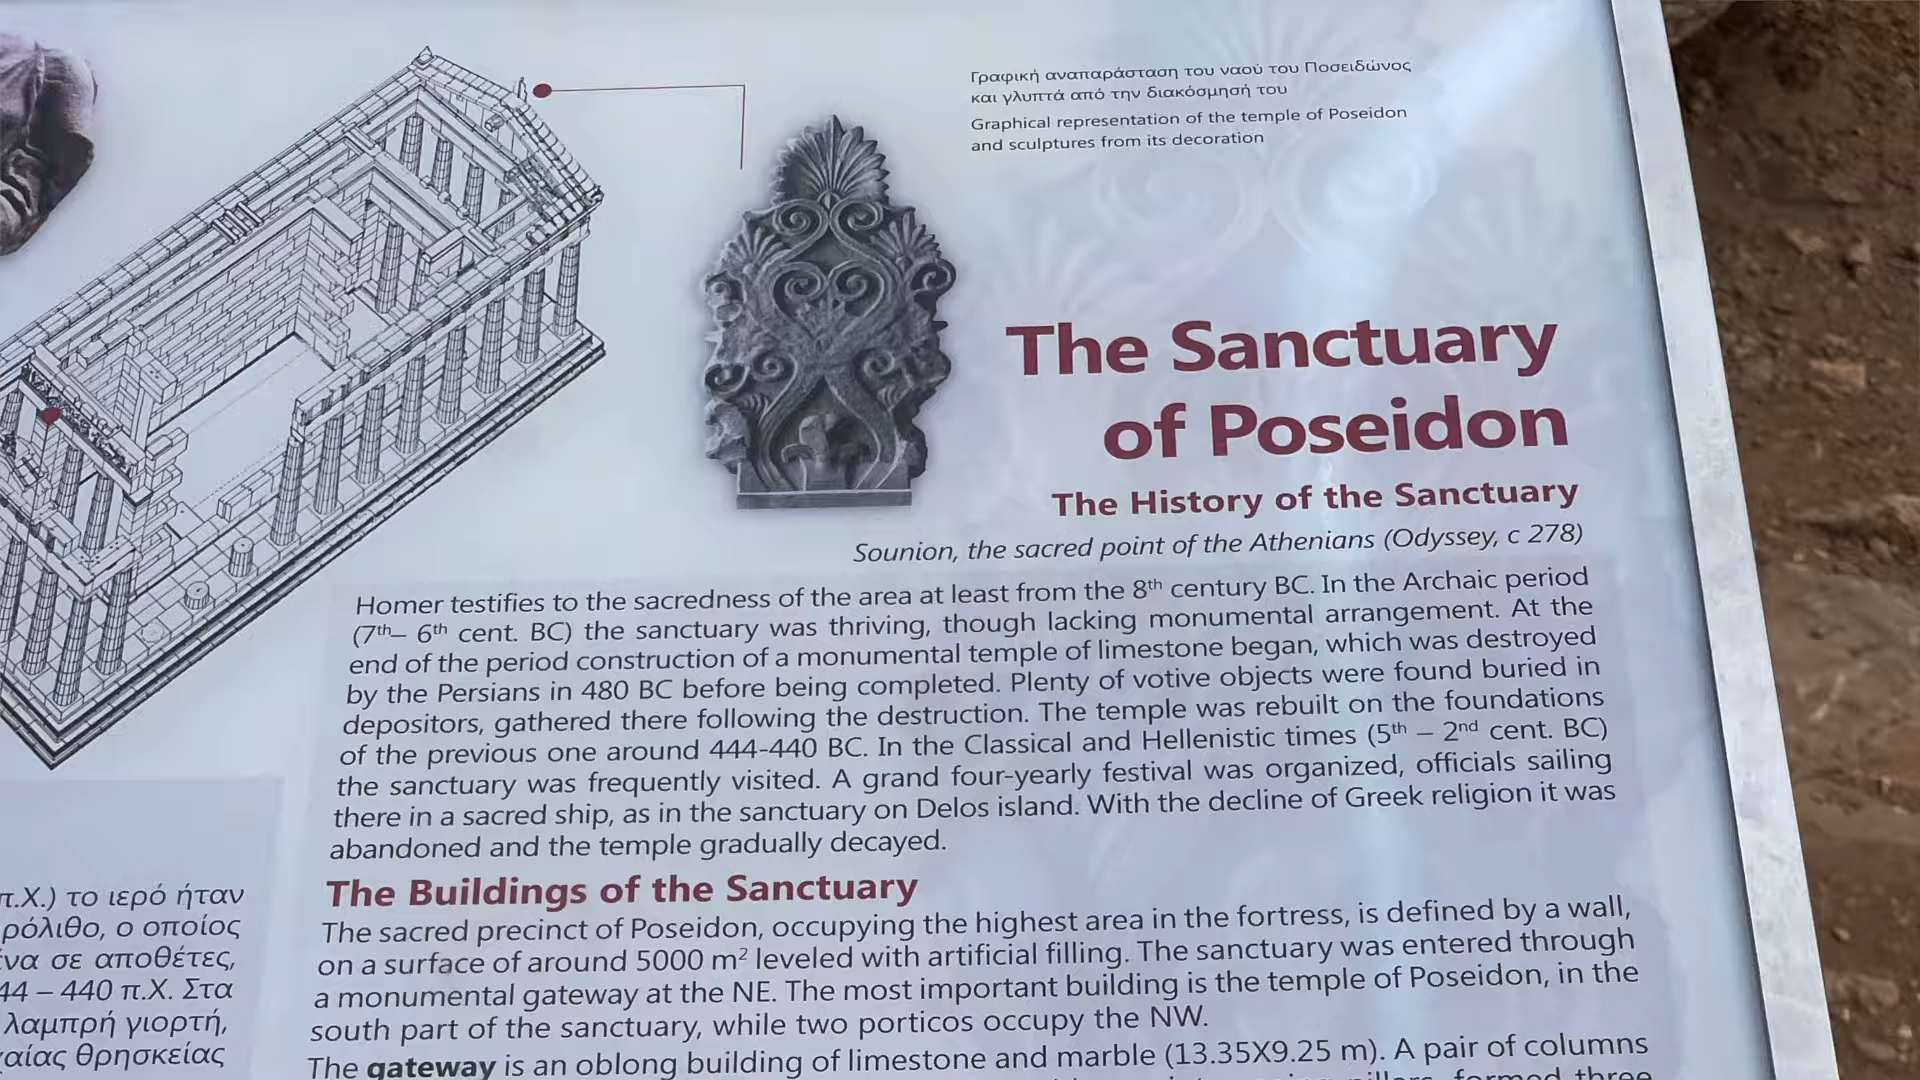 Γραφική αναπαράσταση του ναού του Ποσειδώνος
και γλυπτά από την διακόσμησή του
Graphical representation of the temple of Poseidon
and sculptures from its decoration
The Sanctuary
of Poseidon
The History of the Sanctuary
Sounion, the sacred point of the Athenians (Odyssey, c 278)
Homer testifies to the sacredness of the area at least from the 8th century BC. In the Archaic period
(7th– 6th cent. BC) the sanctuary was thriving, though lacking monumental arrangement. At the
end of the period construction of a monumental temple of limestone began, which was destroyed
by the Persians in 480 BC before being completed. Plenty of votive objects were found buried in
depositors, gathered there following the destruction. The temple was rebuilt on the foundations
of the previous one around 444-440 BC. In the Classical and Hellenistic times (5th – 2nd cent. BC)
the sanctuary was frequently visited. A grand four-yearly festival was organized, officials sailing
there in a sacred ship, as in the sanctuary on Delos island. With the decline of Greek religion it was
abandoned and the temple gradually decayed.
The Buildings of the Sanctuary
The sacred precinct of Poseidon, occupying the highest area in the fortress, is defined by a wall,
on a surface of around 5000 m² leveled with artificial filling. The sanctuary was entered through
a monumental gateway at the NE. The most important building is the temple of Poseidon, in the
south part of the sanctuary, while two porticos occupy the NW.
The gateway is an oblong building of limestone and marble (13.35X9.25 m). A pair of columns
formed three
π.Χ.) το ιερό ήταν
ρόλιθο, ο οποίος
να σε αποθέτες,
44 – 440 π.Χ. Στα
λαμπρή γιορτή,
αίας θρησκείας